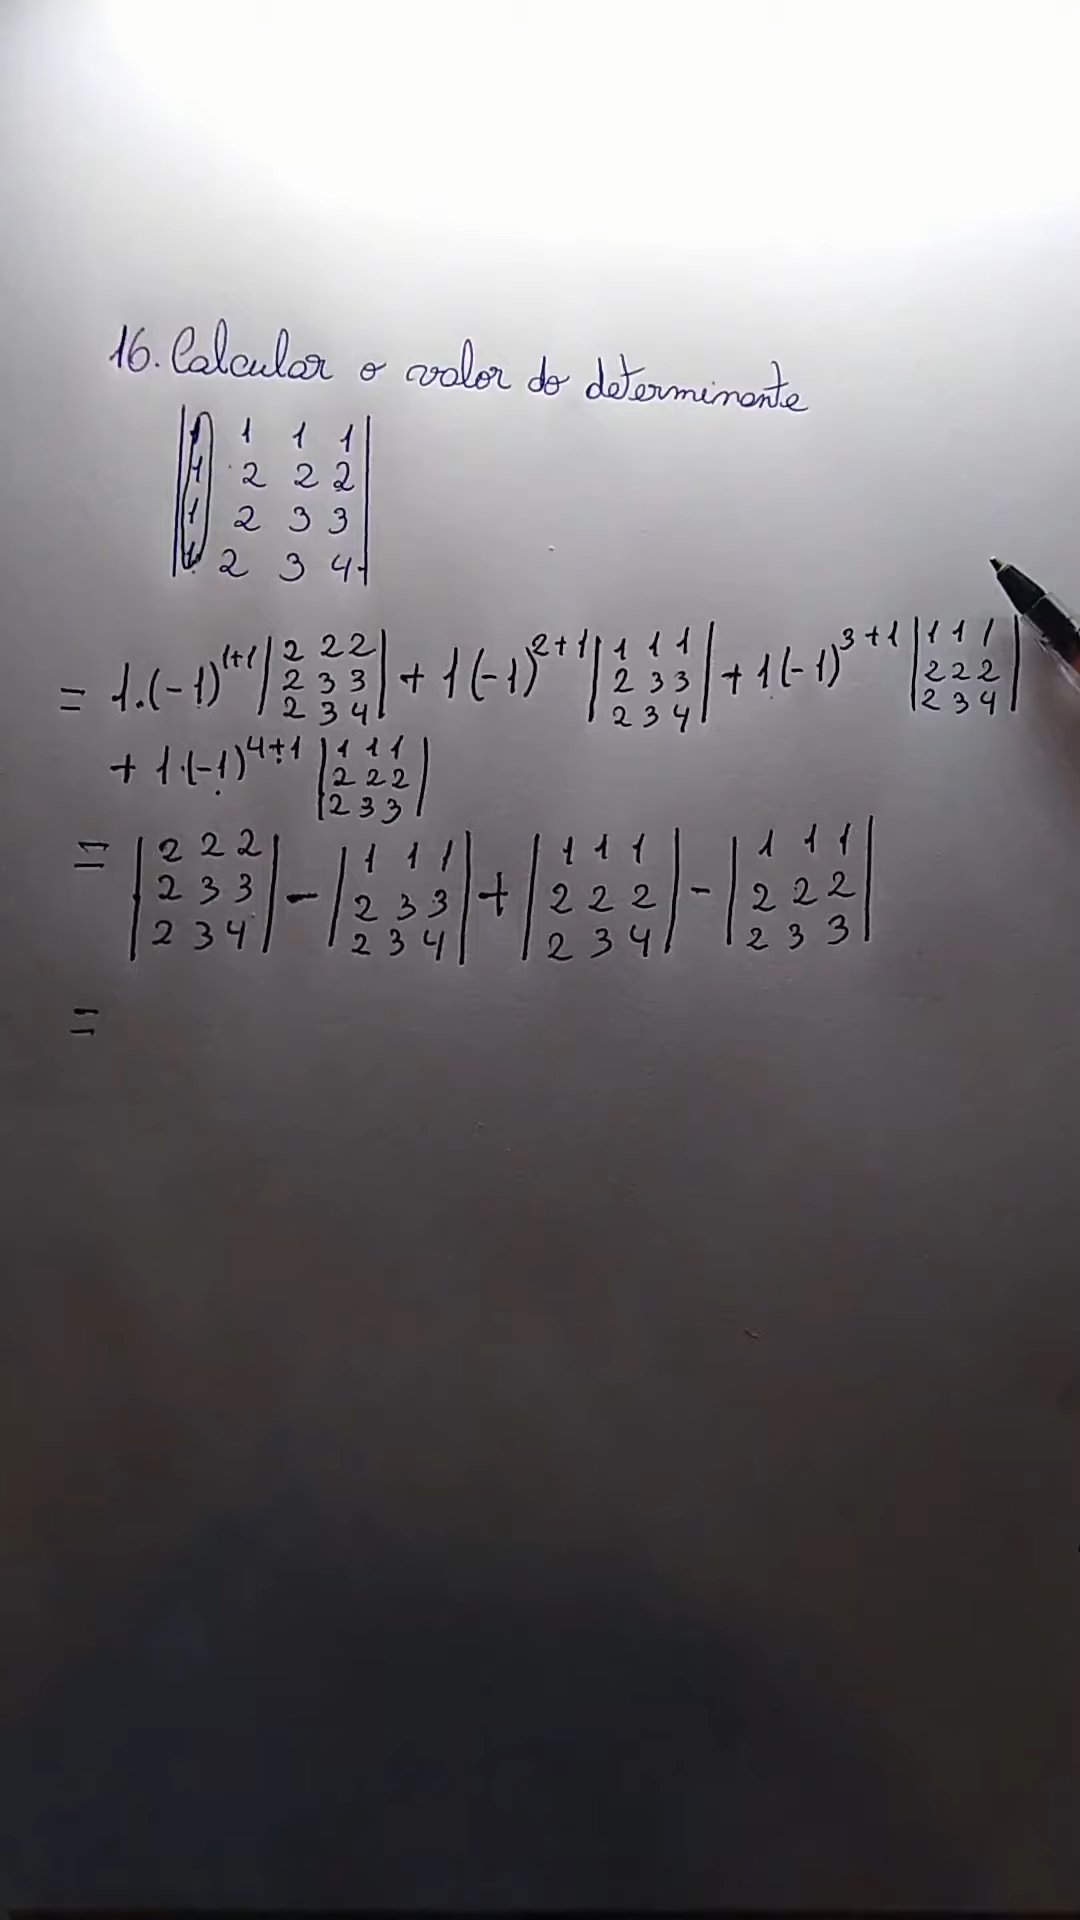 16. Calcular o valor do determinante
|1 1 1 1|
|1 2 2 2|
|1 2 3 3|
|1 2 3 4|
= 1.(-1)^1+1 |2 2 2; 2 3 3; 2 3 4| + 1(-1)^2+1 |1 1 1; 2 3 3; 2 3 4| + 1(-1)^3+1 |1 1 1; 2 2 2; 2 3 4|
+ 1.(-1)^4+1 |1 1 1; 2 2 2; 2 3 3|
= |2 2 2; 2 3 3; 2 3 4| - |1 1 1; 2 3 3; 2 3 4| + |1 1 1; 2 2 2; 2 3 4| - |1 1 1; 2 2 2; 2 3 3|
=